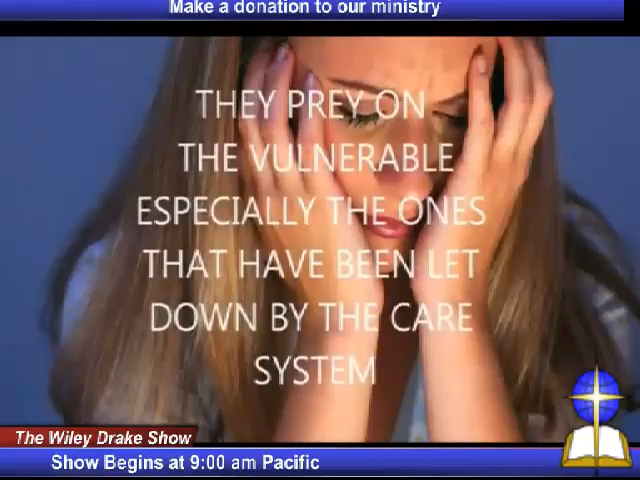 Make a donation to our ministry
THEY PREY ON
THE VULNERABLE
ESPECIALLY THE ONES
THAT HAVE BEEN LET
DOWN BY THE CARE
SYSTEM
The Wiley Drake Show
Show Begins at 9:00 am Pacific